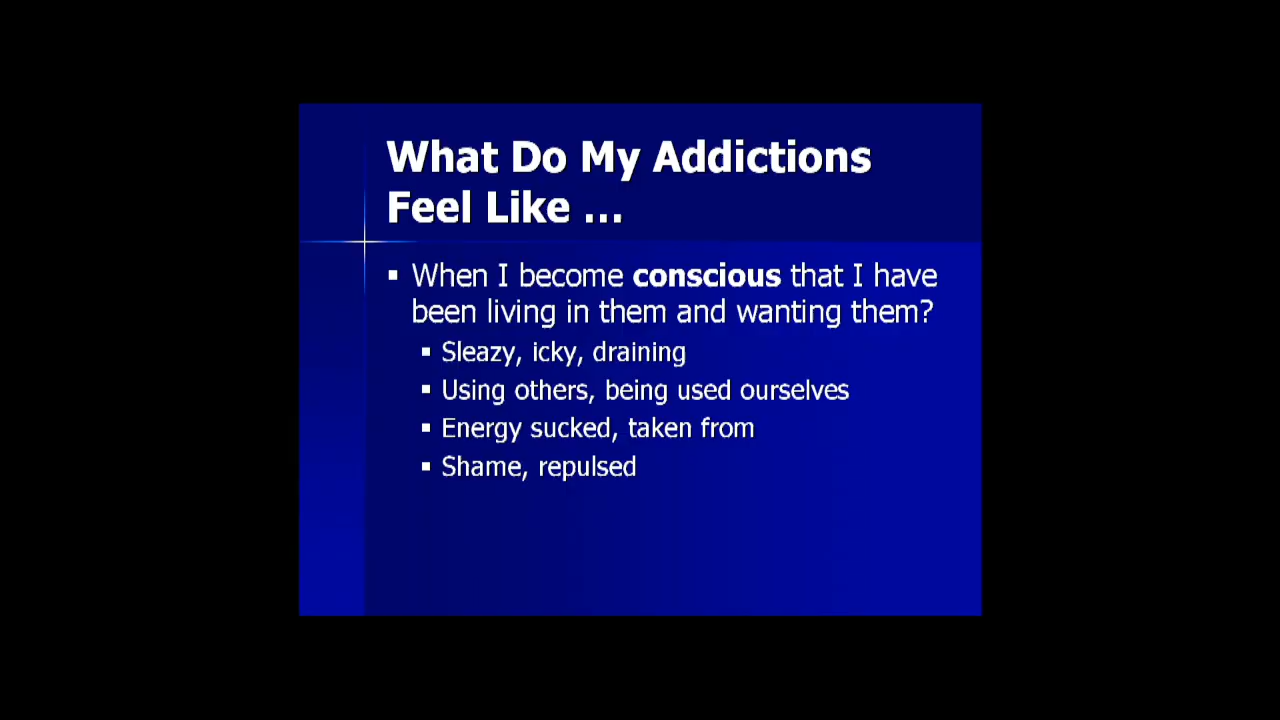 What Do My Addictions
Feel Like ...
When I become conscious that I have
been living in them and wanting them?
Sleazy, icky, draining
Using others, being used ourselves
Energy sucked, taken from
Shame, repulsed